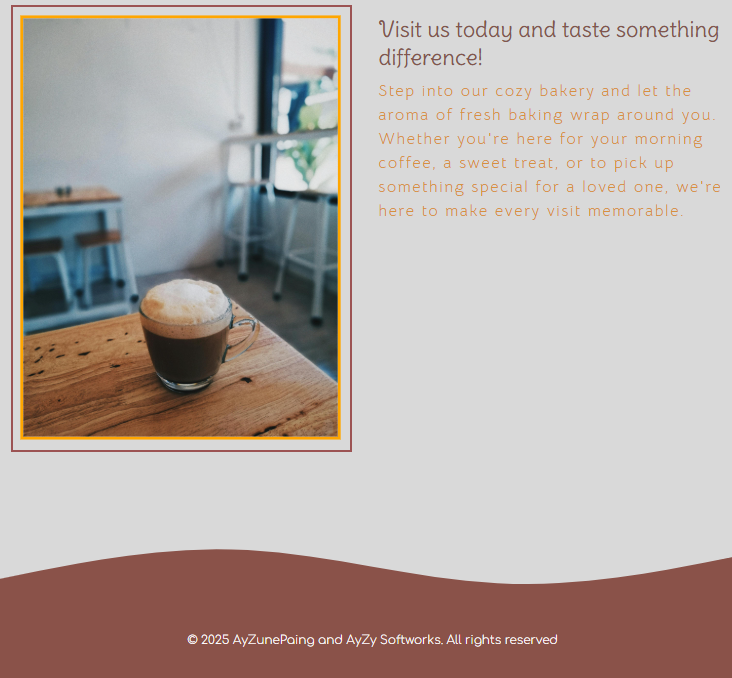 Visit us today and taste something
difference!
Step into our cozy bakery and let the
aroma of fresh baking wrap around you.
Whether you're here for your morning
coffee, a sweet treat, or to pick up
something special for a loved one, we're
here to make every visit memorable.
© 2025 AyZunePaing and AyZy Softworks. All rights reserved